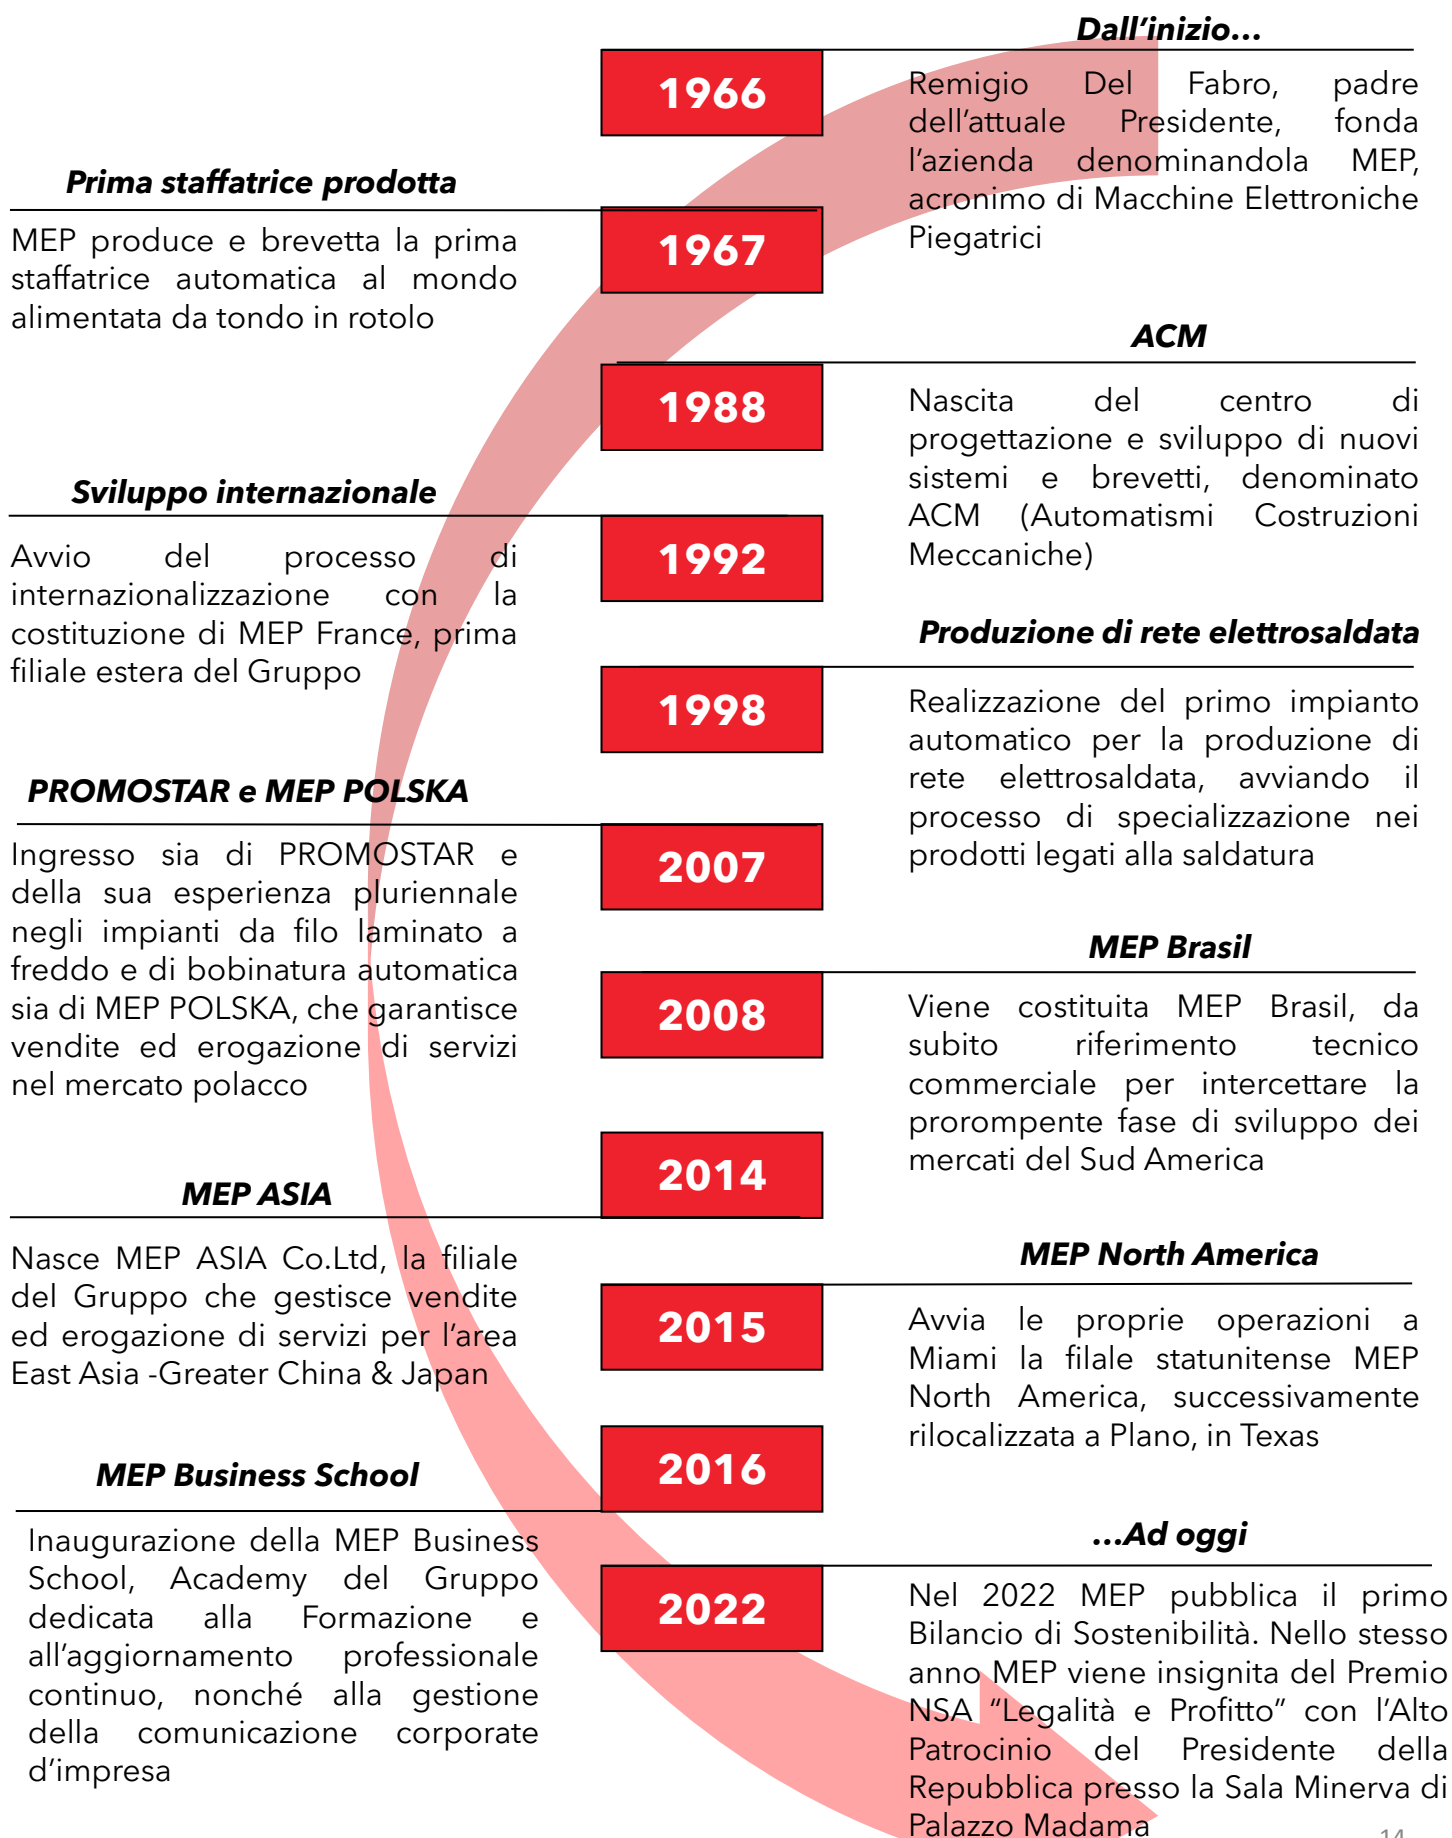 Dall’inizio…
1966
Remigio Del Fabro, padre
dell’attuale Presidente, fonda
l’azienda denominandola MEP,
acronimo di Macchine Elettroniche
Piegatrici
Prima staffatrice prodotta
1967
MEP produce e brevetta la prima
staffatrice automatica al mondo
alimentata da tondo in rotolo
ACM
1988
Nascita del centro di
progettazione e sviluppo di nuovi
sistemi e brevetti, denominato
ACM (Automatismi Costruzioni
Meccaniche)
Sviluppo internazionale
1992
Avvio del processo di
internazionalizzazione con la
costituzione di MEP France, prima
filiale estera del Gruppo
Produzione di rete elettrosaldata
1998
Realizzazione del primo impianto
automatico per la produzione di
rete elettrosaldata, avviando il
processo di specializzazione nei
prodotti legati alla saldatura
PROMOSTAR e MEP POLSKA
2007
Ingresso sia di PROMOSTAR e
della sua esperienza pluriennale
negli impianti da filo laminato a
freddo e di bobinatura automatica
sia di MEP POLSKA, che garantisce
vendite ed erogazione di servizi
nel mercato polacco
MEP Brasil
2008
Viene costituita MEP Brasil, da
subito riferimento tecnico
commerciale per intercettare la
prorompente fase di sviluppo dei
mercati del Sud America
2014
MEP ASIA
Nasce MEP ASIA Co.Ltd, la filiale
del Gruppo che gestisce vendite
ed erogazione di servizi per l’area
East Asia -Greater China & Japan
MEP North America
2015
Avvia le proprie operazioni a
Miami la filale statunitense MEP
North America, successivamente
rilocalizzata a Plano, in Texas
2016
MEP Business School
Inaugurazione della MEP Business
School, Academy del Gruppo
dedicata alla Formazione e
all’aggiornamento professionale
continuo, nonché alla gestione
della comunicazione corporate
d’impresa
…Ad oggi
2022
Nel 2022 MEP pubblica il primo
Bilancio di Sostenibilità. Nello stesso
anno MEP viene insignita del Premio
NSA “Legalità e Profitto” con l’Alto
Patrocinio del Presidente della
Repubblica presso la Sala Minerva di
Palazzo Madama
14